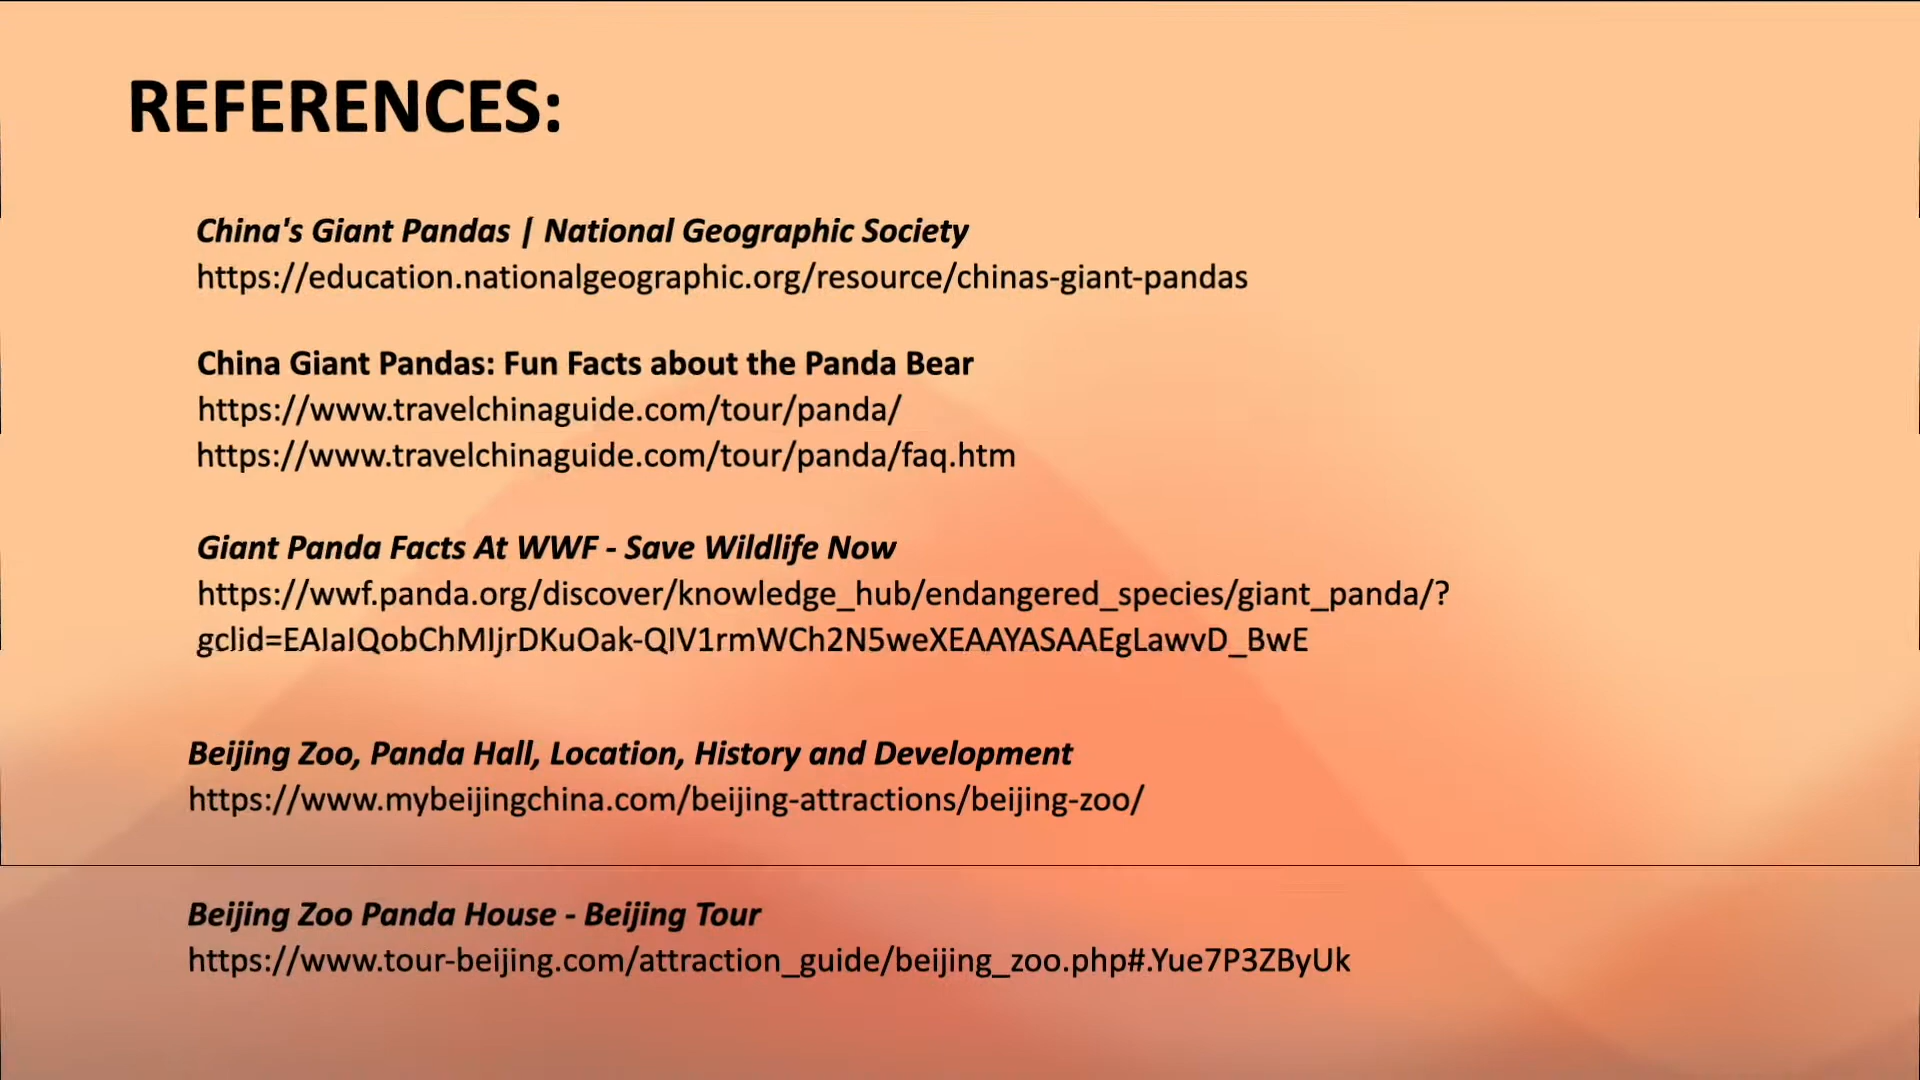 REFERENCES:
China's Giant Pandas | National Geographic Society
https://education.nationalgeographic.org/resource/chinas-giant-pandas
China Giant Pandas: Fun Facts about the Panda Bear
https://www.travelchinaguide.com/tour/panda/
https://www.travelchinaguide.com/tour/panda/faq.htm
Giant Panda Facts At WWF - Save Wildlife Now
https://wwf.panda.org/discover/knowledge_hub/endangered_species/giant_panda/?
gclid=EAIaIQobChMIjrDKuOak-QIV1rmWCh2N5weXEAAYASAAEgLawvD_BwE
Beijing Zoo, Panda Hall, Location, History and Development
https://www.mybeijingchina.com/beijing-attractions/beijing-zoo/
Beijing Zoo Panda House - Beijing Tour
https://www.tour-beijing.com/attraction_guide/beijing_zoo.php#.Yue7P3ZByUk